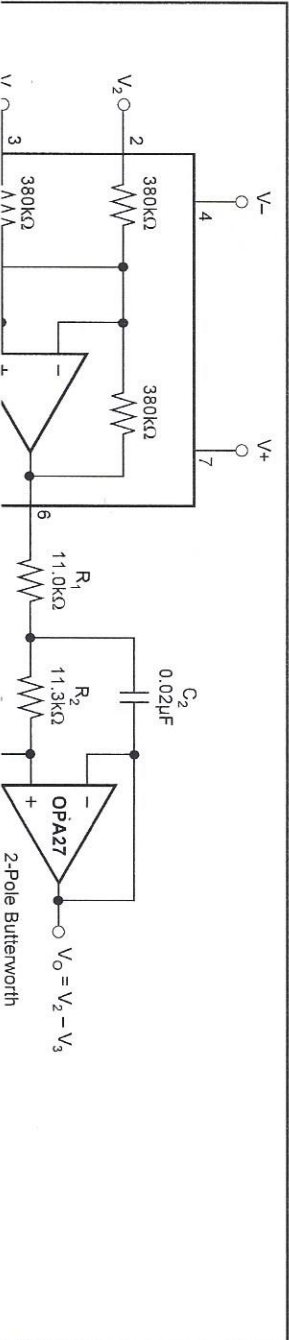 V–
V+
4
7
V2
2
380kΩ
380kΩ
V
3
380kΩ
–
+
6
R1
11.0kΩ
R2
11.3kΩ
C2
0.02µF
–
+
OPA27
VO = V2 – V3
2-Pole Butterworth